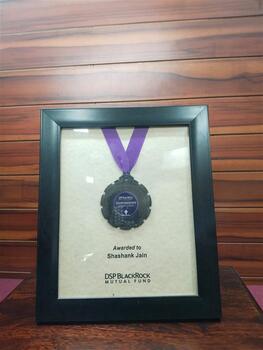 Awarded to
Shashank Jain
DSP BLACKROCK
MUTUAL FUND